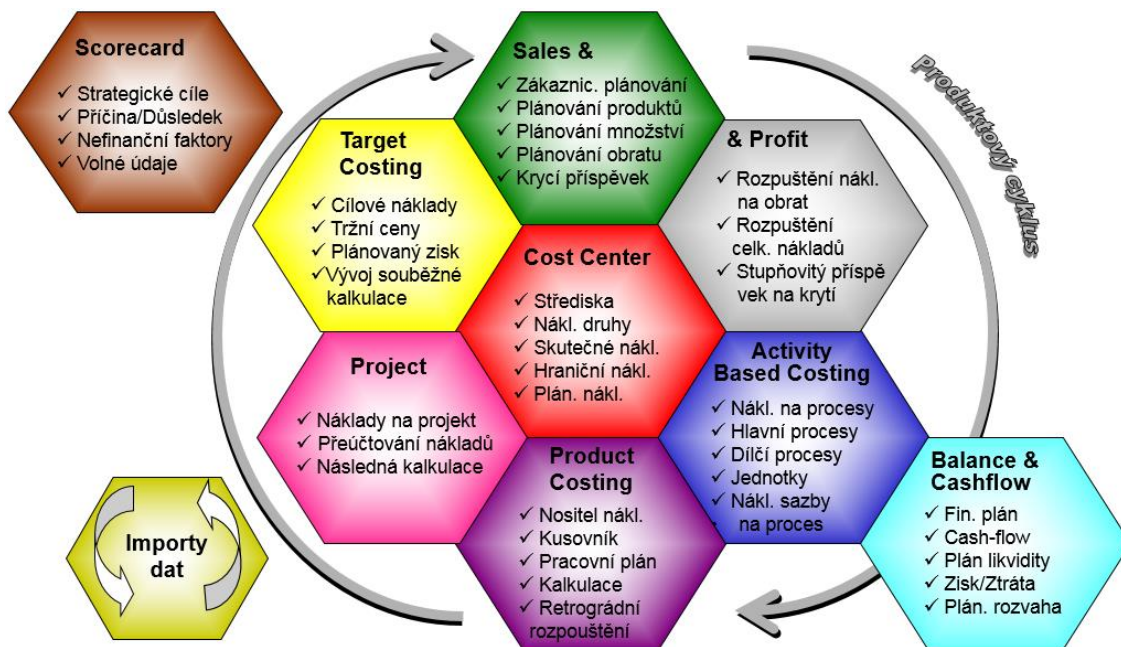 Scorecard
✓ Strategické cíle
✓ Příčina/Důsledek
✓ Nefinanční faktory
✓ Volné údaje
Sales &
✓ Zákaznic. plánování
✓ Plánování produktů
✓ Plánování množství
✓ Plánování obratu
✓ Krycí příspěvek
Produktový cyklus
Target
Costing
✓ Cílové náklady
✓ Tržní ceny
✓ Plánovaný zisk
✓ Vývoj souběžné
kalkulace
& Profit
✓ Rozpuštění nákl.
na obrat
✓ Rozpuštění
celk. nákladů
✓ Stupňovitý příspě
vek na krytí
Cost Center
✓ Střediska
✓ Nákl. druhy
✓ Skutečné nákl.
✓ Hraniční nákl.
✓ Plán. nákl.
Project
✓ Náklady na projekt
✓ Přeúčtování nákladů
✓ Následná kalkulace
Activity
Based Costing
✓ Nákl. na procesy
✓ Hlavní procesy
✓ Dílčí procesy
✓ Jednotky
✓ Nákl. sazby
na proces
Product
Costing
✓ Nositel nákl.
✓ Kusovník
✓ Pracovní plán
✓ Kalkulace
✓ Retrográdní
rozpouštění
Balance &
Cashflow
✓ Fin. plán
✓ Cash-flow
✓ Plán likvidity
✓ Zisk/Ztráta
✓ Plán. rozvaha
Importy
dat